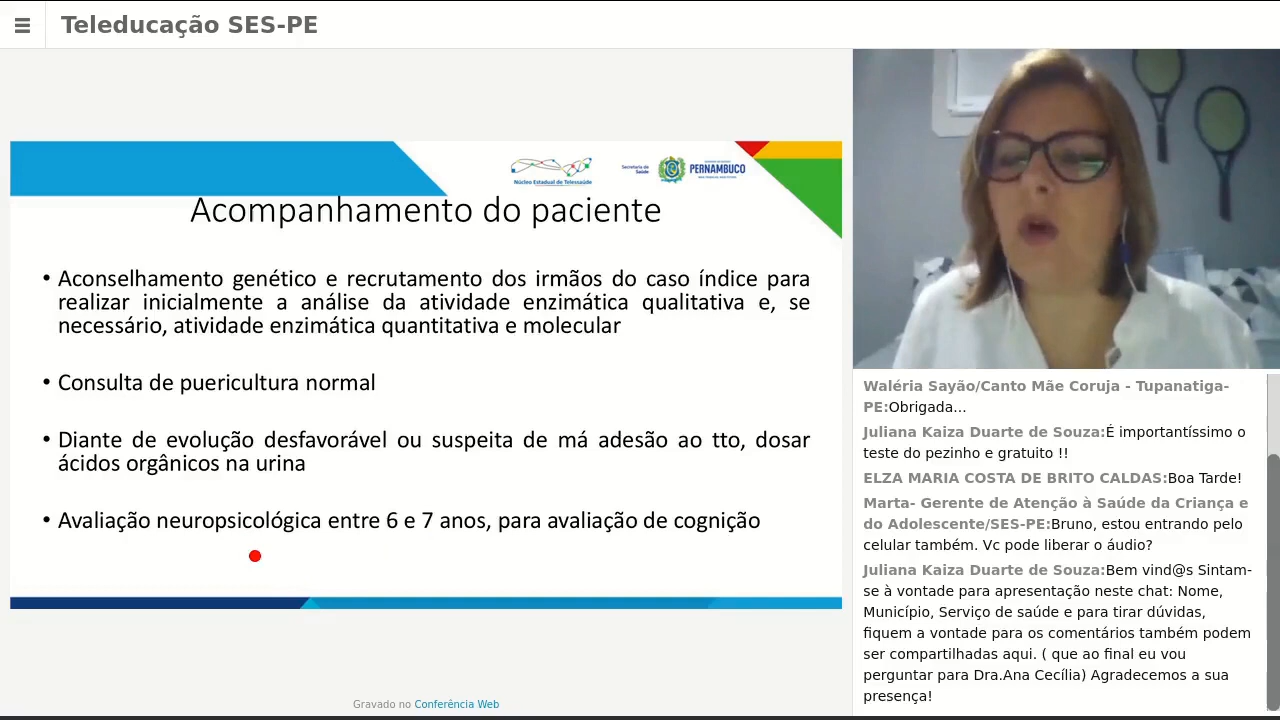 Teleducação SES-PE
Núcleo Estadual de Telessaúde
Secretaria de
Saúde
PERNAMBUCO
Acompanhamento do paciente
• Aconselhamento genético e recrutamento dos irmãos do caso índice para
realizar inicialmente a análise da atividade enzimática qualitativa e, se
necessário, atividade enzimática quantitativa e molecular
• Consulta de puericultura normal
• Diante de evolução desfavorável ou suspeita de má adesão ao tto, dosar
ácidos orgânicos na urina
• Avaliação neuropsicológica entre 6 e 7 anos, para avaliação de cognição
Gravado no Conferência Web
Waléria Sayão/Canto Mãe Coruja - Tupanatiga-
PE:Obrigada...
Juliana Kaiza Duarte de Souza:É importantíssimo o
teste do pezinho e gratuito !!
ELZA MARIA COSTA DE BRITO CALDAS:Boa Tarde!
Marta- Gerente de Atenção à Saúde da Criança e
do Adolescente/SES-PE:Bruno, estou entrando pelo
celular também. Vc pode liberar o áudio?
Juliana Kaiza Duarte de Souza:Bem vind@s Sintam-
se à vontade para apresentação neste chat: Nome,
Município, Serviço de saúde e para tirar dúvidas,
fiquem a vontade para os comentários também podem
ser compartilhadas aqui. ( que ao final eu vou
perguntar para Dra.Ana Cecília) Agradecemos a sua
presença!